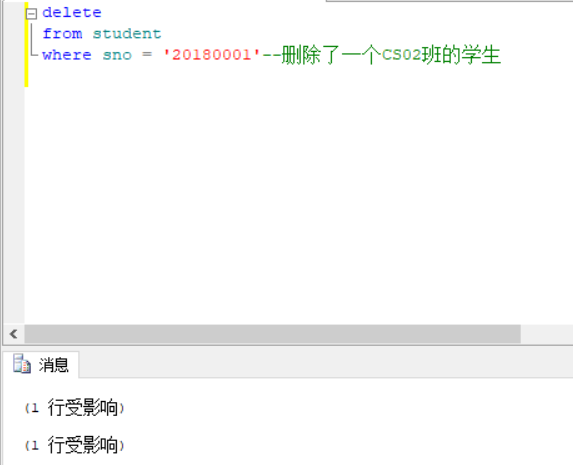 delete
from student
where sno = '20180001'--删除了一个CS02班的学生
消息
(1 行受影响)
(1 行受影响)